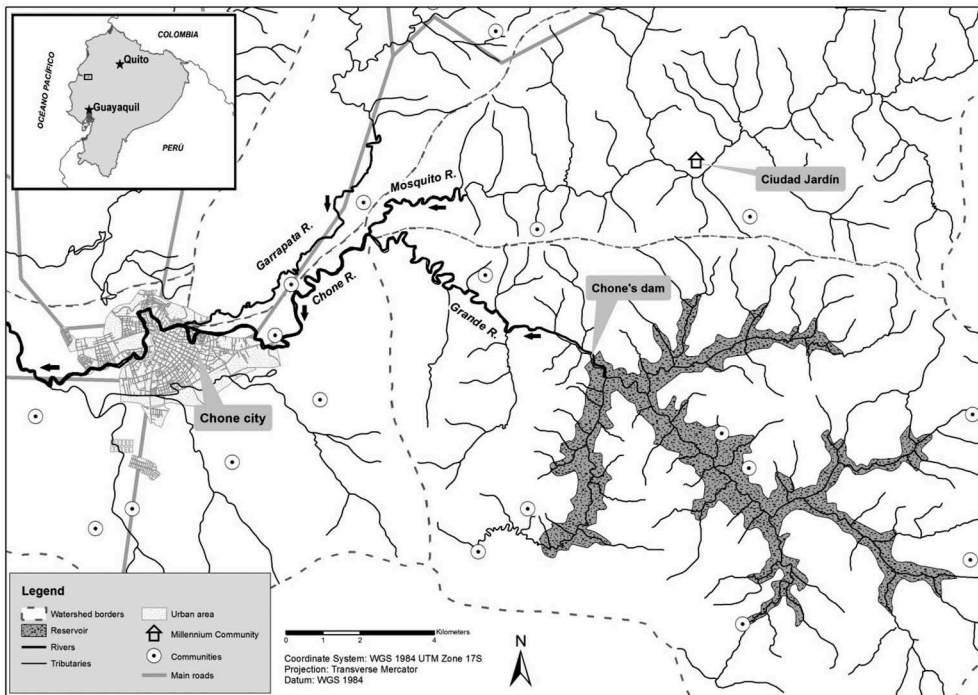 COLOMBIA
Quito
OCÉANO PACÍFICO
Guayaquil
PERÙ
Mosquito R.
Ciudad Jardín
Garrapata R.
Chone R.
Chone's dam
Grande R.
Chone city
Legend
Watershed borders
Reservoir
Rivers
Tributaries
Urban area
Millennium Community
Communities
Main roads
0 1 2 4 Kilometers
Coordinate System: WGS 1984 UTM Zone 17S
Projection: Transverse Mercator
Datum: WGS 1984
N